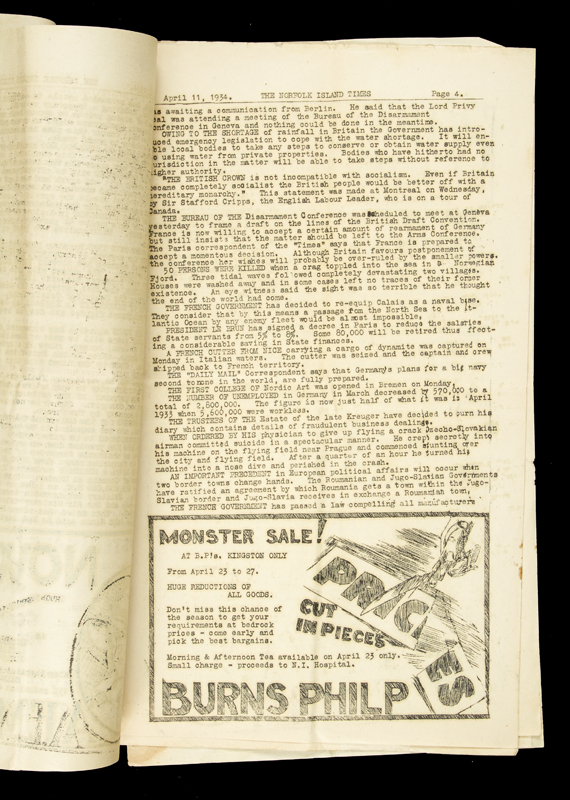 April 11, 1934. THE NORFOLK ISLAND TIMES Page 4.
as awaiting a communication from Berlin. He said that the Lord Privy
was attending a meeting of the Bureau of the Disarmament
onference in Geneva and nothing could be done in the meantime.
OWING TO THE SHORTAGE of rainfall in Britain the Government has intro-
uced emergency legislation to cope with the water shortage. It will en-
ble local bodies to take any steps to conserve or obtain water supply even
o using water from private properties. Bodies who have hitherto had no
urisdiction in the matter will be able to take steps without reference to
igher authority.
"THE BRITISH CROWN is not incompatible with socialism. Even if Britain
ecame completely socialist the British people would be better off with a
ereditary monarchy." This statement was made at Montreal on Wednesday,
by Sir Stafford Cripps, the English Labour Leader, who is on a tour of
Canada.
THE BUREAU OF the Disarmament Conference was scheduled to meet at Geneva
yesterday to frame a draft on the lines of the British Draft Convention.
France is now willing to accept a certain amount of rearmament of Germany
but still insists that the matter should be left to the Arms Conference.
The Paris correspondent of the "Times" says that France is prepared to
accept a momentous decision. Although Britain favours postponement of
the conference her wishes will probably be over-ruled by the smaller powers.
50 PERSONS WERE KILLED when a crag toppled into the sea in a Norwegian
Fjord. Three tidal waves followed completely devastating two villages.
Houses were washed away and in some cases left no traces of their former
existence. An eye witness said the sight was so terrible that he thought
the end of the world had come.
THE FRENCH GOVERNMENT has decided to re-equip Calais as a naval base.
They consider that by this means a passage from the North Sea to the At-
lantic Ocean by any enemy fleet would be almost impossible.
PRESIDENT LE BRUN has signed a decree in Paris to reduce the salaries
of State servants from 5% to 8%. Some 80,000 will be retired thus effect-
ing a considerable saving in State finances.
A FRENCH CUTTER FROM NICE carrying a cargo of dynamite was captured on
Monday in Italian waters. The cutter was seized and the captain and crew
shipped back to French territory.
THE "DAILY MAIL" Correspondent says that Germany's plans for a big navy
second to none in the world, are fully prepared.
THE FIRST COLLEGE of Nordic Art was opened in Bremen on Monday.
THE NUMBER OF UNEMPLOYED in Germany in March decreased by 570,000 to a
total of 2,800,000. The figure is now just half of what it was in April
1933 when 5,600,000 were workless.
THE TRUSTEES OF THE Estate of the late Kreuger have decided to burn his
diary which contains details of fraudulent business dealings.
WHEN ORDERED BY HIS physician to give up flying a crack Czecho-Slovakian
airman committed suicide in a spectacular manner. He crept secretly into
his machine on the flying field near Prague and commenced stunting over
the city and flying field. After a quarter of an hour he turned his
machine into a nose dive and perished in the crash.
AN IMPORTANT PRECEDENT in European political affairs will occur when
two border towns change hands. The Roumanian and Jugo-Slavian Governments
have ratified an agreement by which Roumania gets a town within the Jugo-
Slavian border and Jugo-Slavia receives in exchange a Roumanian town.
THE FRENCH GOVERNMENT has passed a law compelling all manufacturers
MONSTER SALE!
AT B.P's. KINGSTON ONLY
From April 23 to 27.
HUGE REDUCTIONS OF
ALL GOODS.
Don't miss this chance of
the season to get your
requirements at bedrock
prices - come early and
pick the best bargains.
Morning & Afternoon Tea available on April 23 only.
Small charge - proceeds to N.I. Hospital.
PRICES
CUT
IN PIECES
BURNS PHILP